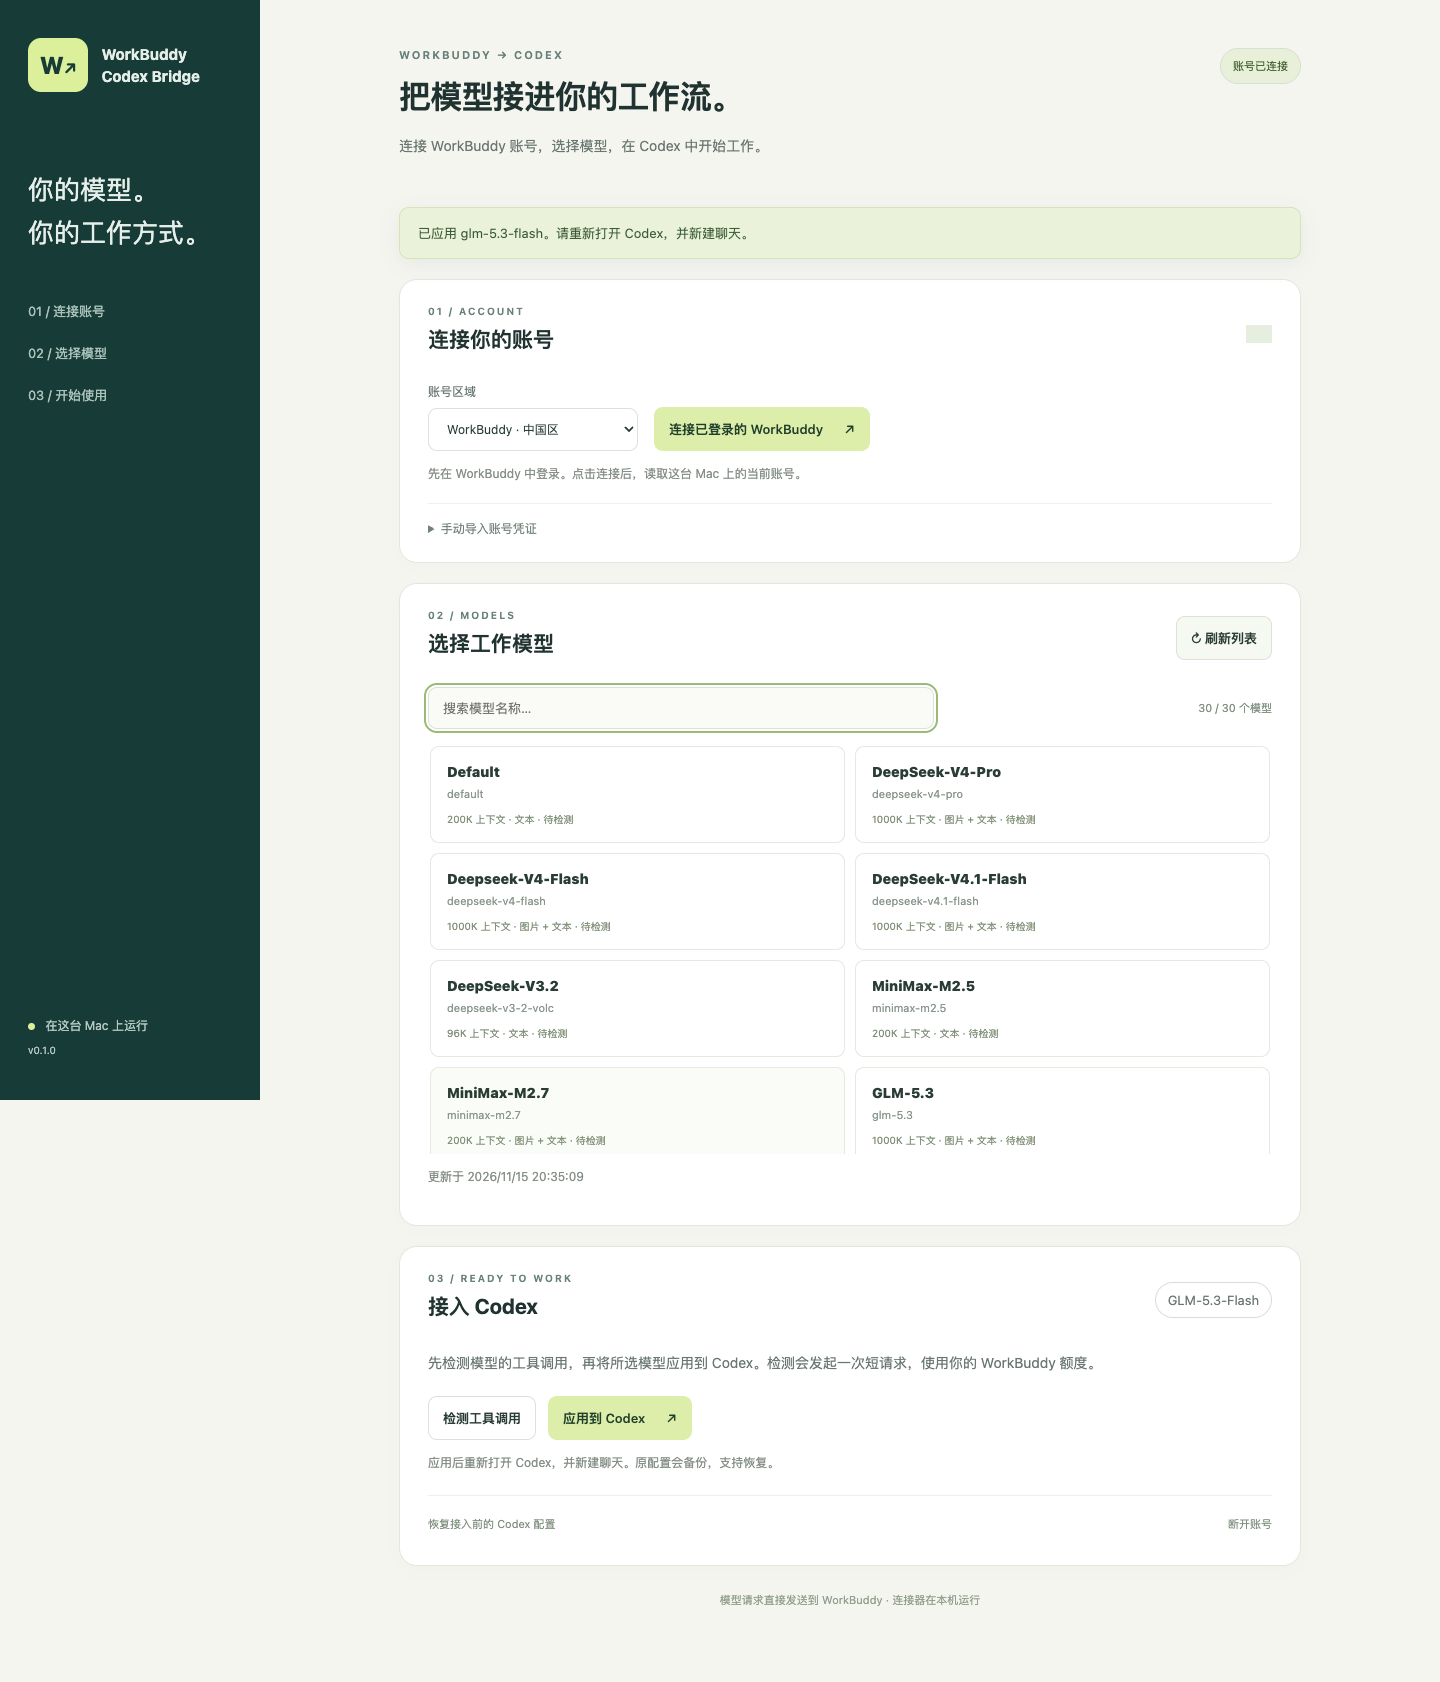 W↗
WorkBuddy
Codex Bridge
你的模型。
你的工作方式。
01 / 连接账号
02 / 选择模型
03 / 开始使用
在这台 Mac 上运行
v0.1.0
WORKBUDDY → CODEX
把模型接进你的工作流。
连接 WorkBuddy 账号，选择模型，在 Codex 中开始工作。
账号已连接
已应用 glm-5.3-flash。请重新打开 Codex，并新建聊天。
01 / ACCOUNT
连接你的账号
账号区域
WorkBuddy · 中国区
连接已登录的 WorkBuddy ↗
先在 WorkBuddy 中登录。点击连接后，读取这台 Mac 上的当前账号。
▶ 手动导入账号凭证
02 / MODELS
选择工作模型
↻ 刷新列表
搜索模型名称...
30 / 30 个模型
Default
default
200K 上下文 · 文本 · 待检测
DeepSeek-V4-Pro
deepseek-v4-pro
1000K 上下文 · 图片 + 文本 · 待检测
Deepseek-V4-Flash
deepseek-v4-flash
1000K 上下文 · 图片 + 文本 · 待检测
DeepSeek-V4.1-Flash
deepseek-v4.1-flash
1000K 上下文 · 图片 + 文本 · 待检测
DeepSeek-V3.2
deepseek-v3-2-volc
96K 上下文 · 文本 · 待检测
MiniMax-M2.5
minimax-m2.5
200K 上下文 · 文本 · 待检测
MiniMax-M2.7
minimax-m2.7
200K 上下文 · 图片 + 文本 · 待检测
GLM-5.3
glm-5.3
1000K 上下文 · 图片 + 文本 · 待检测
更新于 2026/11/15 20:35:09
03 / READY TO WORK
接入 Codex
GLM-5.3-Flash
先检测模型的工具调用，再将所选模型应用到 Codex。检测会发起一次短请求，使用你的 WorkBuddy 额度。
检测工具调用
应用到 Codex ↗
应用后重新打开 Codex，并新建聊天。原配置会备份，支持恢复。
恢复接入前的 Codex 配置
断开账号
模型请求直接发送到 WorkBuddy · 连接器在本机运行